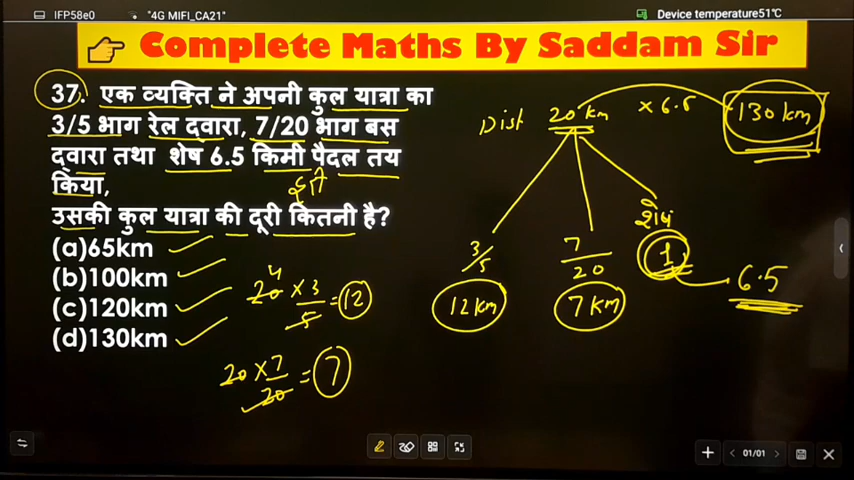 IFP58e0
"4G MIFI_CA21"
Device temperature51℃
Complete Maths By Saddam Sir
37. एक व्यक्ति ने अपनी कुल यात्रा का
3/5 भाग रेल द्वारा, 7/20 भाग बस
द्वारा तथा शेष 6.5 किमी पैदल तय
किया,
उसकी कुल यात्रा की दूरी कितनी है?
(a)65km
(b)100km
(c)120km
(d)130km
20 4 × 3/5 = 12
20 × 7/20 = 7
Dist 20 km × 6.5 130 km
3/5 7/20 शेष
12 km 7 km 1 6.5
01/01